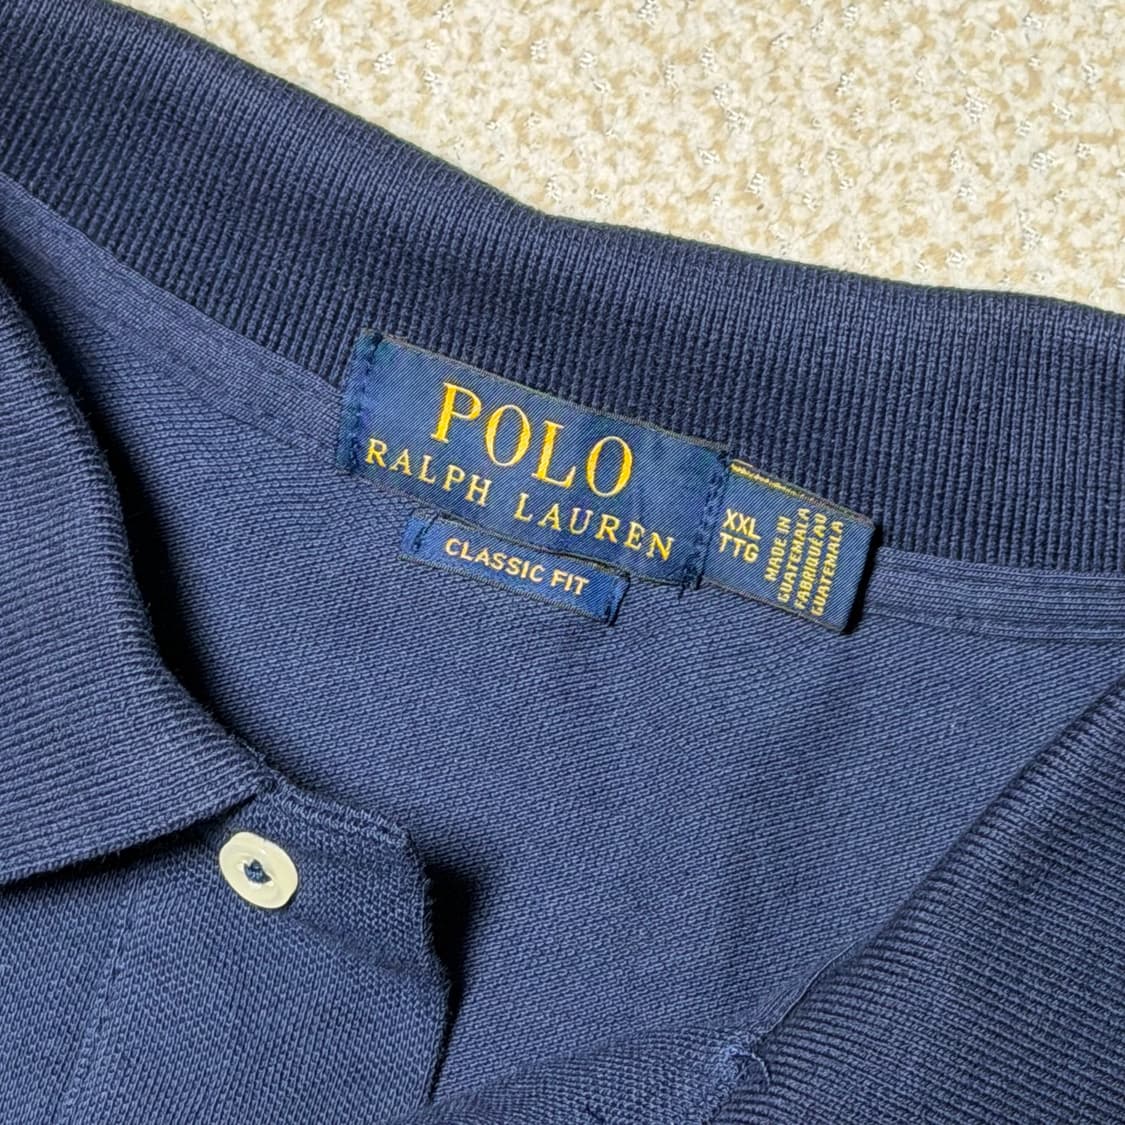 POLO
RALPH LAUREN
CLASSIC FIT
XXL
TTG
MADE IN
GUATEMALA
FABRIQUÉ AU
GUATEMALA